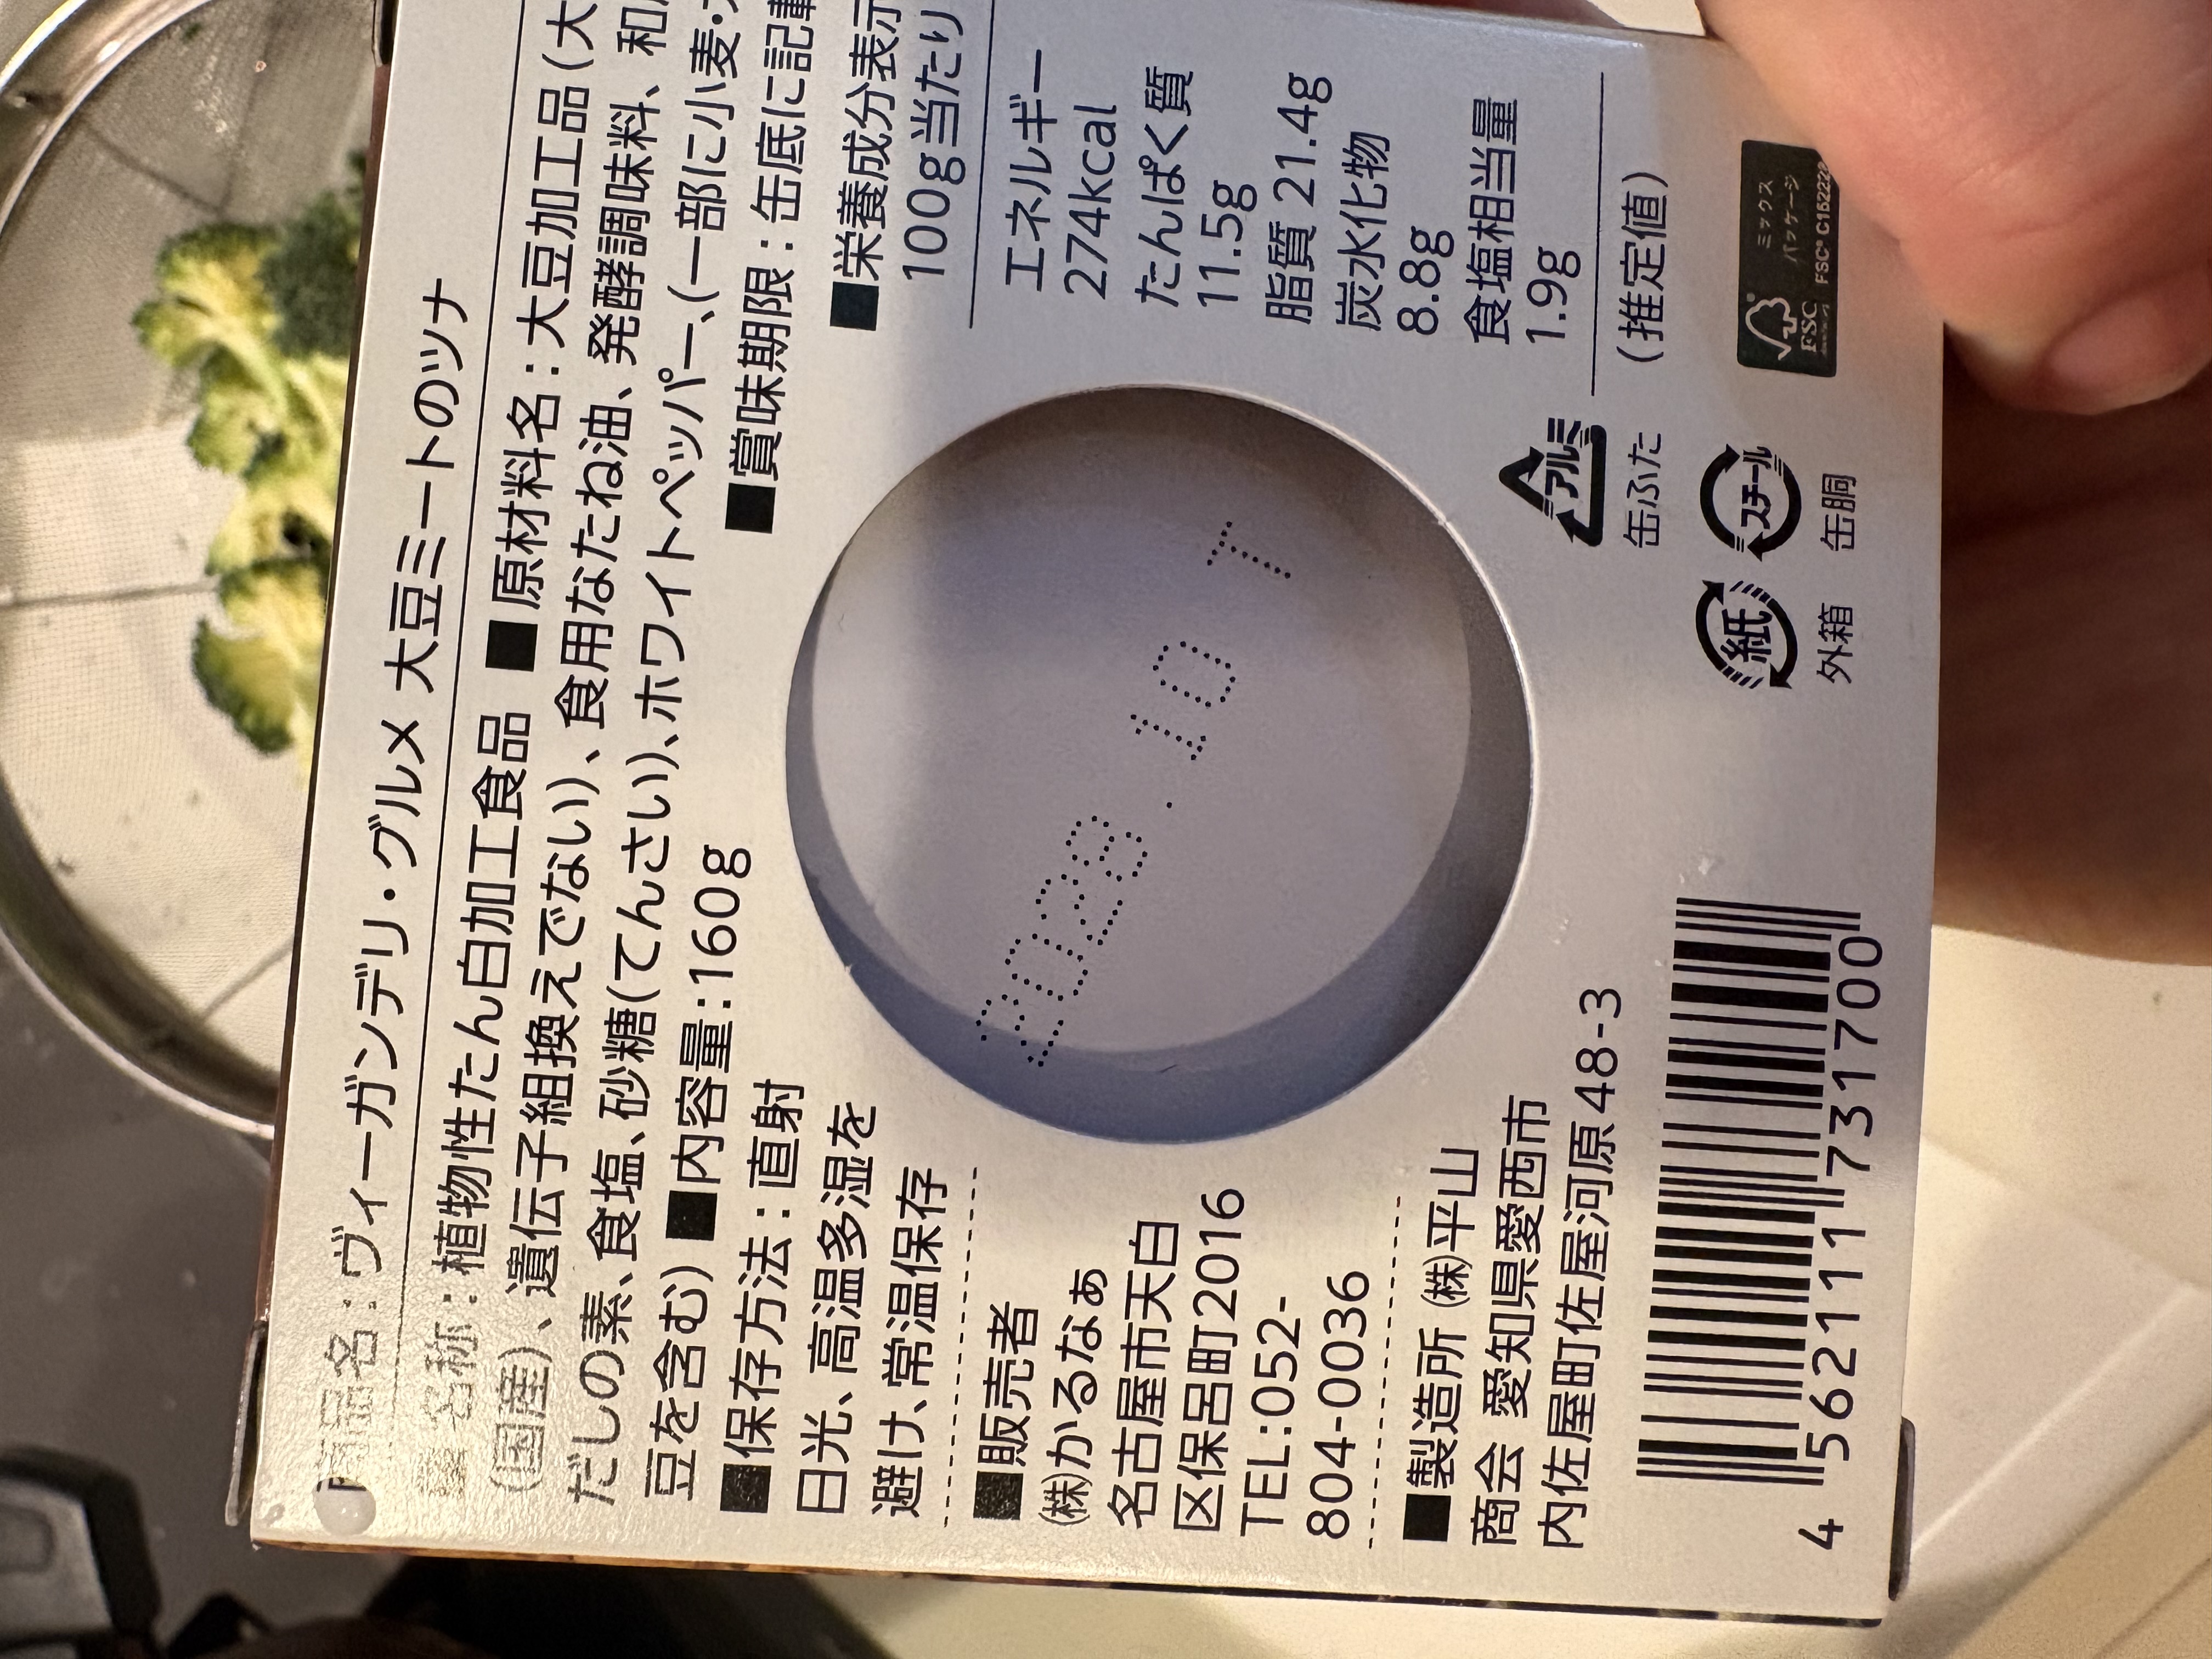 商品名：ヴィーガンデリ・グルメ 大豆ミートのツナ
■ 名称：植物性たん白加工食品 ■ 原材料名：大豆加工品（大
（国産）、遺伝子組換えでない）、食用なたね油、発酵調味料、和
だしの素、食塩、砂糖（てんさい）、ホワイトペッパー、（一部に小麦・
豆を含む） ■内容量：160g ■賞味期限：缶底に記載
■保存方法：直射
日光、高温多湿を
避け、常温保存
■販売者
㈱かるなぁ
名古屋市天白
区保呂町2016
TEL：052-
804-0036
■製造所 ㈱平山
商会 愛知県愛西市
内佐屋町佐屋河原48-3
2028.10 T
■栄養成分表示
100g当たり
エネルギー
274kcal
たんぱく質
11.5g
脂質 21.4g
炭水化物
8.8g
食塩相当量
1.9g
（推定値）
アルミ
缶ふた
紙
外箱
スチール
缶胴
FSC
ミックス
パッケージ
4 562111 731700